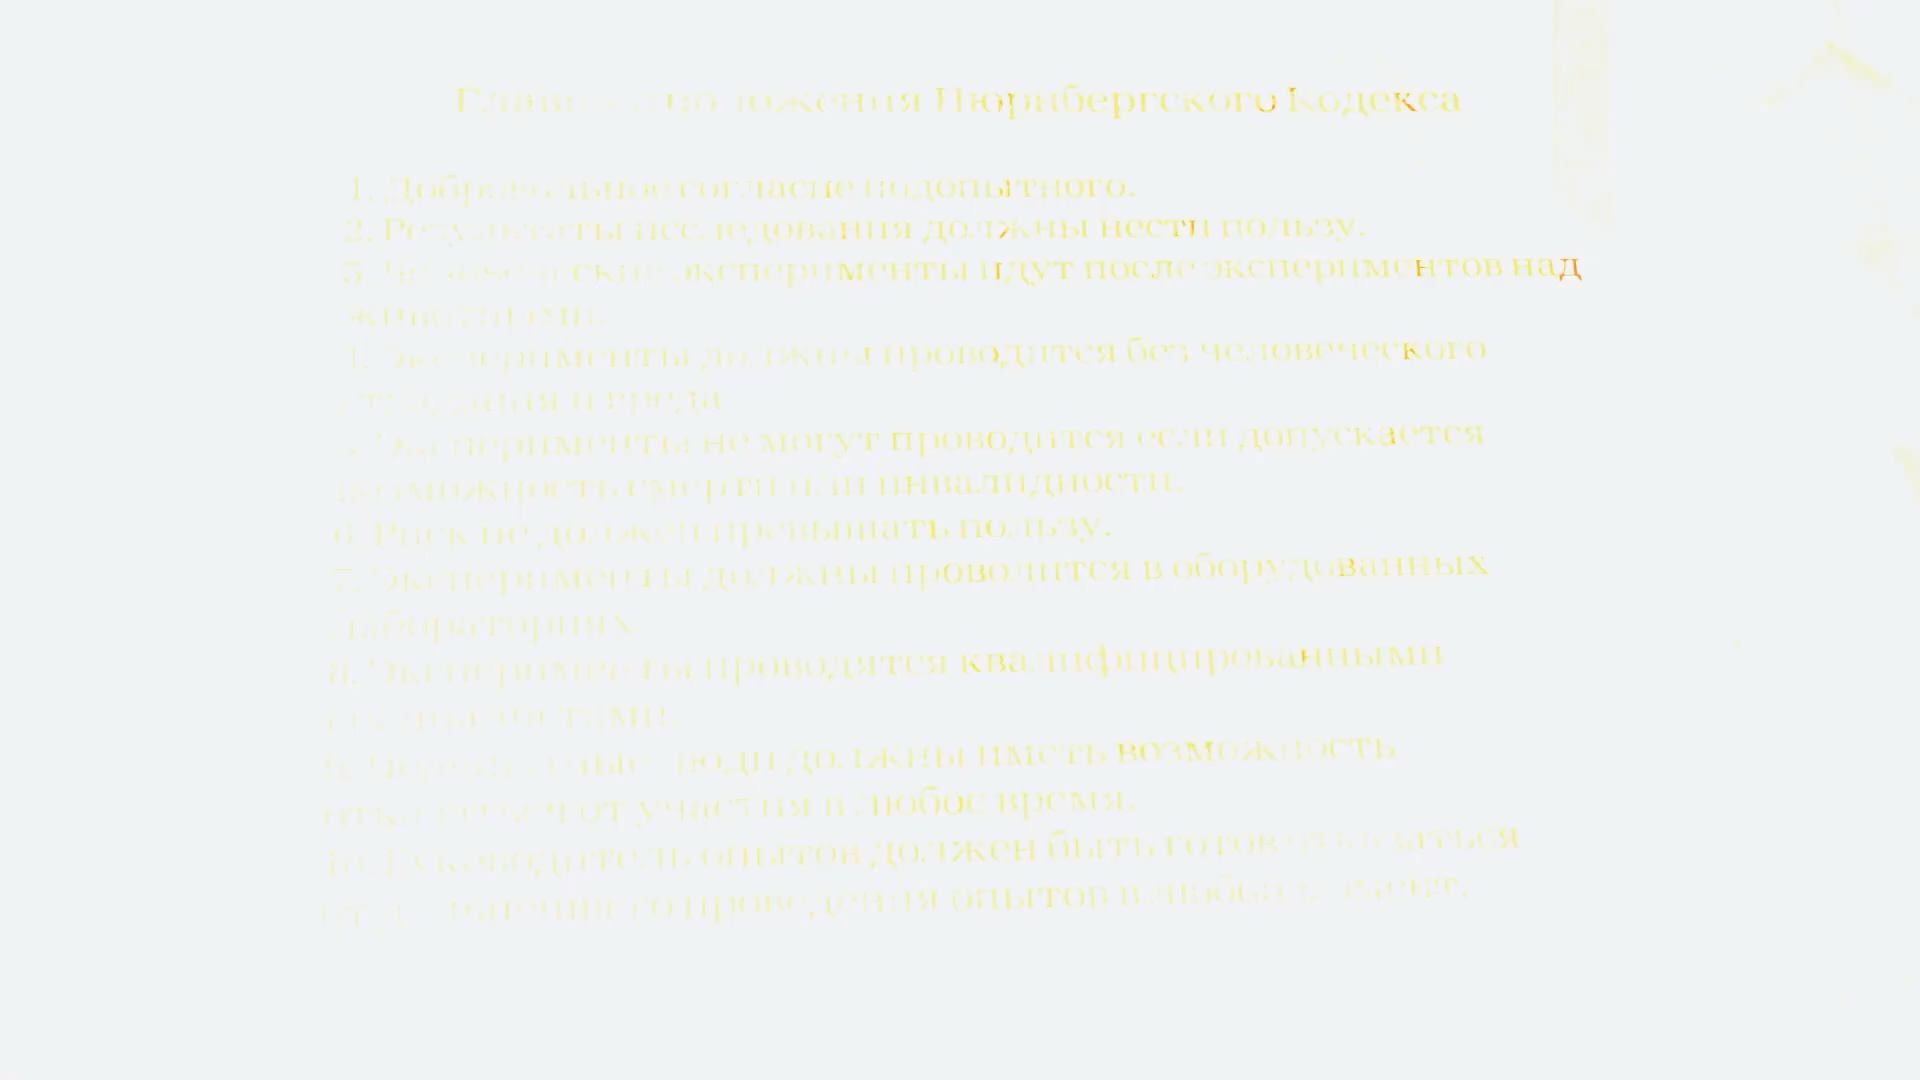 Главные положения Нюрнбергского Кодекса
1. Добровольное согласие подопытного.
2. Результаты исследования должны нести пользу.
3. Человеческие эксперименты идут после экспериментов над
животными.
4. Эксперименты должны проводится без человеческого
страдания и вреда
5. Эксперименты не могут проводится если допускается
возможность смерти или инвалидности.
6. Риск не должен превышать пользу.
7. Эксперименты должны проводится в оборудованных
лабораториях
8. Эксперименты проводятся квалифицированными
специалистами.
9. люди должны иметь возможность
отказаться от участия в любое время.
10. Руководитель опытов должен быть готов отказаться
от дальнейшего проведения опытов в любой момент.